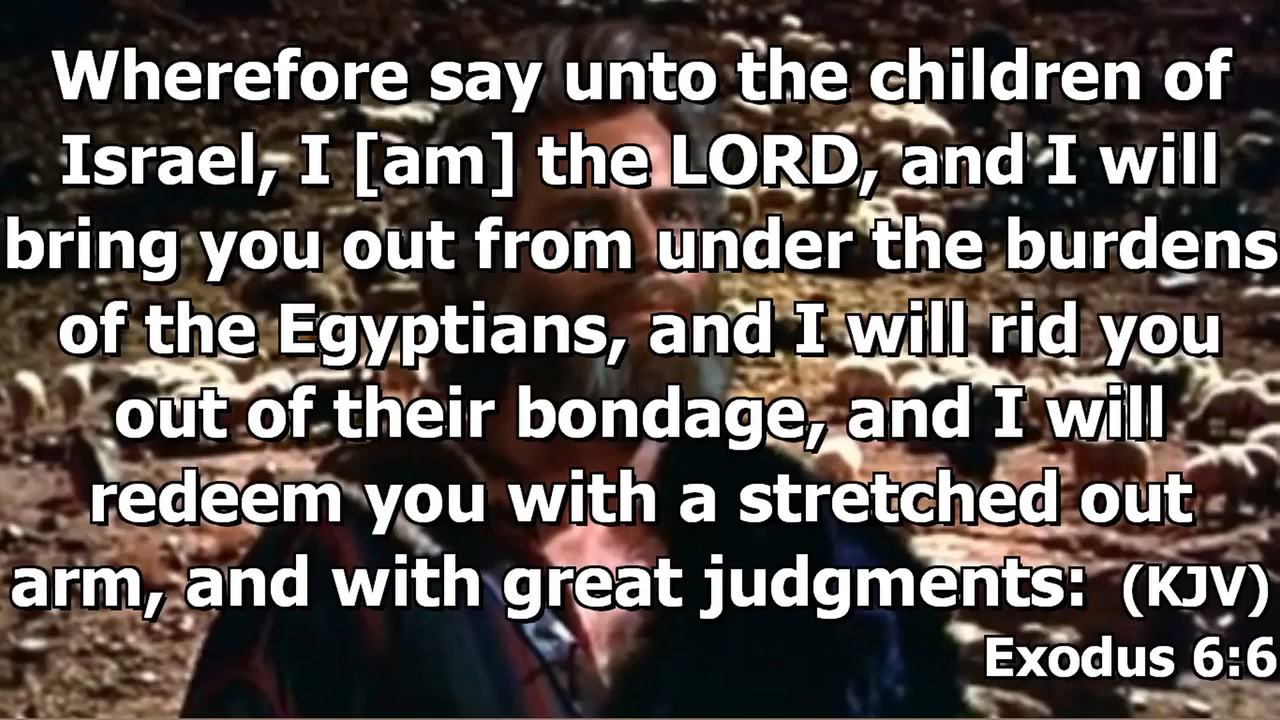 Wherefore say unto the children of
Israel, I [am] the LORD, and I will
bring you out from under the burdens
of the Egyptians, and I will rid you
out of their bondage, and I will
redeem you with a stretched out
arm, and with great judgments: (KJV)
Exodus 6:6